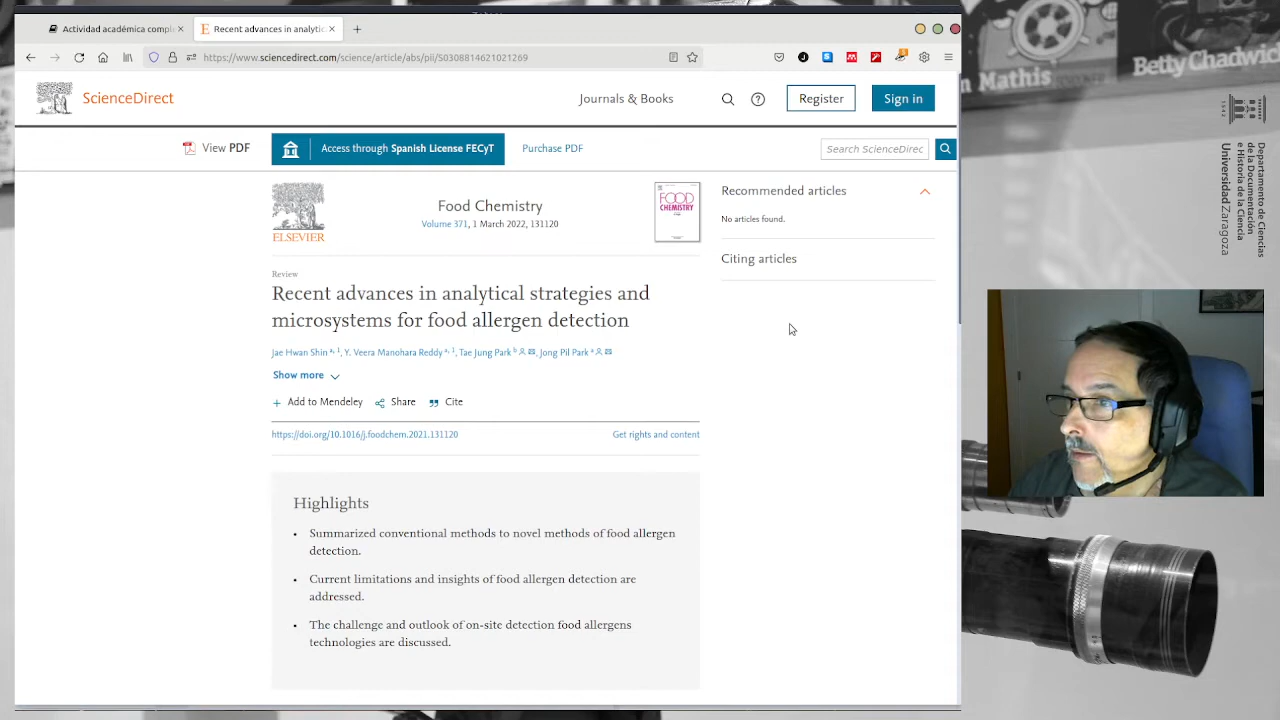 Actividad académica compl
Recent advances in analytic
https://www.sciencedirect.com/science/article/abs/pii/S0308814621021269
ScienceDirect
Journals & Books
Register
Sign in
View PDF
Access through Spanish License FECyT
Purchase PDF
Search ScienceDirec
ELSEVIER
Food Chemistry
Volume 371, 1 March 2022, 131120
FOOD
CHEMISTRY
Recommended articles
No articles found.
Citing articles
Review
Recent advances in analytical strategies and
microsystems for food allergen detection
Jae Hwan Shin a, 1, Y. Veera Manohara Reddy a, 1, Tae Jung Park b, Jong Pil Park a
Show more
+ Add to Mendeley
Share
Cite
https://doi.org/10.1016/j.foodchem.2021.131120
Get rights and content
Highlights
• Summarized conventional methods to novel methods of food allergen
detection.
• Current limitations and insights of food allergen detection are
addressed.
• The challenge and outlook of on-site detection food allergens
technologies are discussed.
Mathis
Betty Chadwic
1542
Departamento de Ciencias
de la Documentación
e Historia de la Ciencia
Universidad Zaragoza